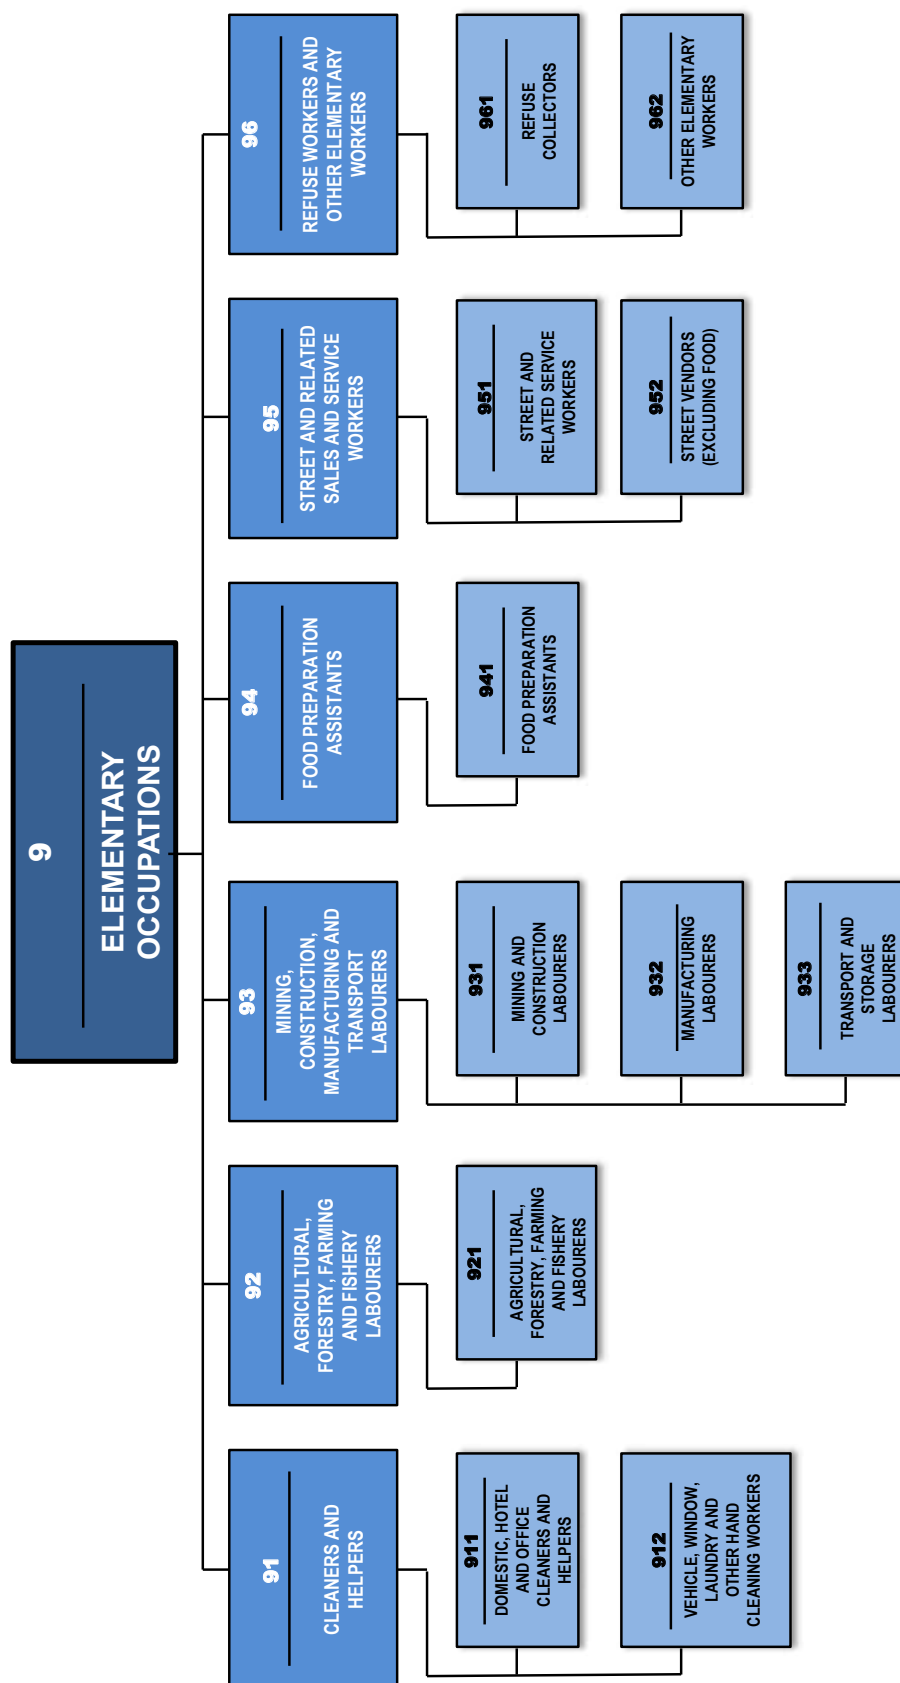 9
ELEMENTARY
OCCUPATIONS
91
CLEANERS AND
HELPERS
911
DOMESTIC, HOTEL
AND OFFICE
CLEANERS AND
HELPERS
912
VEHICLE, WINDOW,
LAUNDRY AND
OTHER HAND
CLEANING WORKERS
92
AGRICULTURAL,
FORESTRY, FARMING
AND FISHERY
LABOURERS
921
AGRICULTURAL,
FORESTRY, FARMING
AND FISHERY
LABOURERS
93
MINING,
CONSTRUCTION,
MANUFACTURING AND
TRANSPORT
LABOURERS
931
MINING AND
CONSTRUCTION
LABOURERS
932
MANUFACTURING
LABOURERS
933
TRANSPORT AND
STORAGE
LABOURERS
94
FOOD PREPARATION
ASSISTANTS
941
FOOD PREPARATION
ASSISTANTS
95
STREET AND RELATED
SALES AND SERVICE
WORKERS
951
STREET AND
RELATED SERVICE
WORKERS
952
STREET VENDORS
(EXCLUDING FOOD)
96
REFUSE WORKERS AND
OTHER ELEMENTARY
WORKERS
961
REFUSE
COLLECTORS
962
OTHER ELEMENTARY
WORKERS